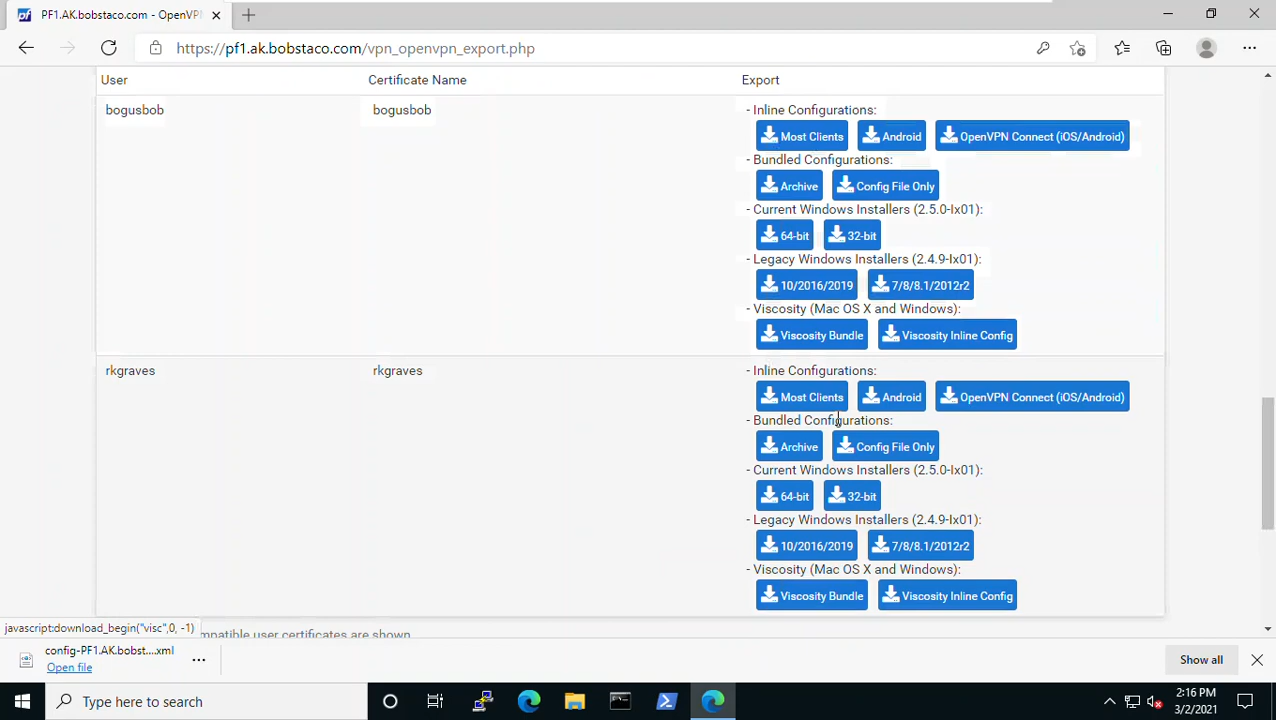 PF1.AK.bobstaco.com - OpenVPN
https://pf1.ak.bobstaco.com/vpn_openvpn_export.php
User Certificate Name Export
bogusbob bogusbob - Inline Configurations:
Most Clients Android OpenVPN Connect (iOS/Android)
- Bundled Configurations:
Archive Config File Only
- Current Windows Installers (2.5.0-Ix01):
64-bit 32-bit
- Legacy Windows Installers (2.4.9-Ix01):
10/2016/2019 7/8/8.1/2012r2
- Viscosity (Mac OS X and Windows):
Viscosity Bundle Viscosity Inline Config
rkgraves rkgraves - Inline Configurations:
Most Clients Android OpenVPN Connect (iOS/Android)
- Bundled Configurations:
Archive Config File Only
- Current Windows Installers (2.5.0-Ix01):
64-bit 32-bit
- Legacy Windows Installers (2.4.9-Ix01):
10/2016/2019 7/8/8.1/2012r2
- Viscosity (Mac OS X and Windows):
Viscosity Bundle Viscosity Inline Config
javascript:download_begin("visc",0, -1) mpatible user certificates are shown
config-PF1.AK.bobst....xml
Open file
Show all
Type here to search
2:16 PM
3/2/2021